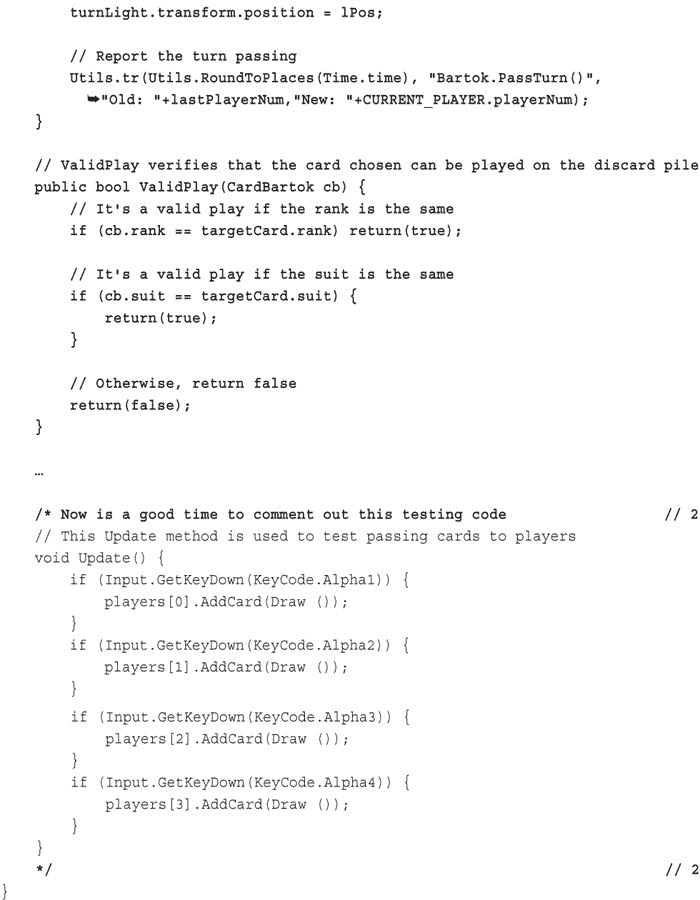 turnLight.transform.position = lPos;
// Report the turn passing
Utils.tr(Utils.RoundToPlaces(Time.time), "Bartok.PassTurn()",
➥"Old: "+lastPlayerNum,"New: "+CURRENT_PLAYER.playerNum);
}
// ValidPlay verifies that the card chosen can be played on the discard pile
public bool ValidPlay(CardBartok cb) {
// It's a valid play if the rank is the same
if (cb.rank == targetCard.rank) return(true);
// It's a valid play if the suit is the same
if (cb.suit == targetCard.suit) {
return(true);
}
// Otherwise, return false
return(false);
}
…
/* Now is a good time to comment out this testing code // 2
// This Update method is used to test passing cards to players
void Update() {
if (Input.GetKeyDown(KeyCode.Alpha1)) {
players[0].AddCard(Draw ());
}
if (Input.GetKeyDown(KeyCode.Alpha2)) {
players[1].AddCard(Draw ());
}
if (Input.GetKeyDown(KeyCode.Alpha3)) {
players[2].AddCard(Draw ());
}
if (Input.GetKeyDown(KeyCode.Alpha4)) {
players[3].AddCard(Draw ());
}
}
*/ // 2
}